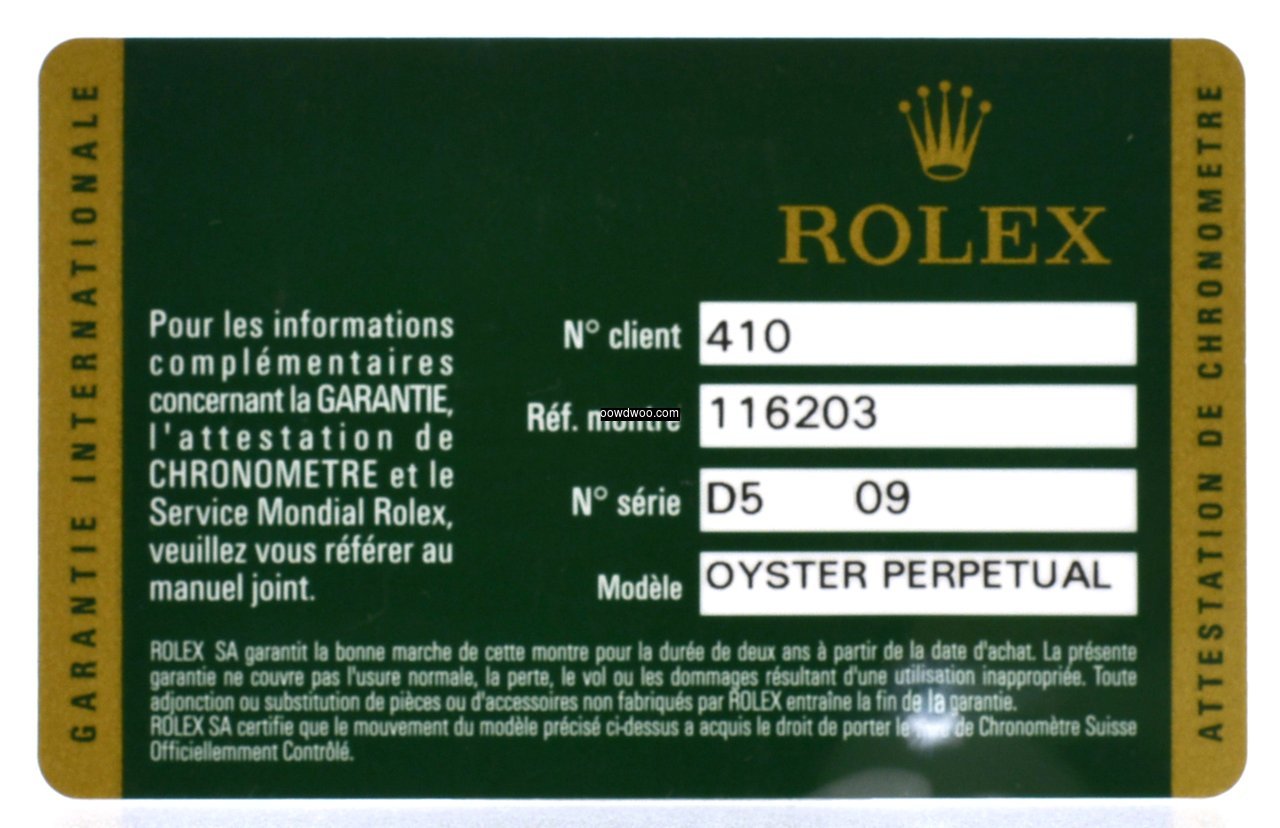 GARANTIE INTERNATIONALE
ROLEX
Pour les informations
complémentaires
concernant la GARANTIE,
l'attestation de
CHRONOMETRE et le
Service Mondial Rolex,
veuillez vous référer au
manuel joint.
N° client 410
Réf. montre 116203
oowdwoo.com
N° série D5 09
Modèle OYSTER PERPETUAL
ROLEX SA garantit la bonne marche de cette montre pour la durée de deux ans à partir de la date d'achat. La présente
garantie ne couvre pas l'usure normale, la perte, le vol ou les dommages résultant d'une utilisation inappropriée. Toute
adjonction ou substitution de pièces ou d'accessoires non fabriqués par ROLEX entraîne la fin de la garantie.
ROLEX SA certifie que le mouvement du modèle précisé ci-dessus a acquis le droit de porter le de Chronomètre Suisse
Officiellemment Contrôlé.
ATTESTATION DE CHRONOMETRE